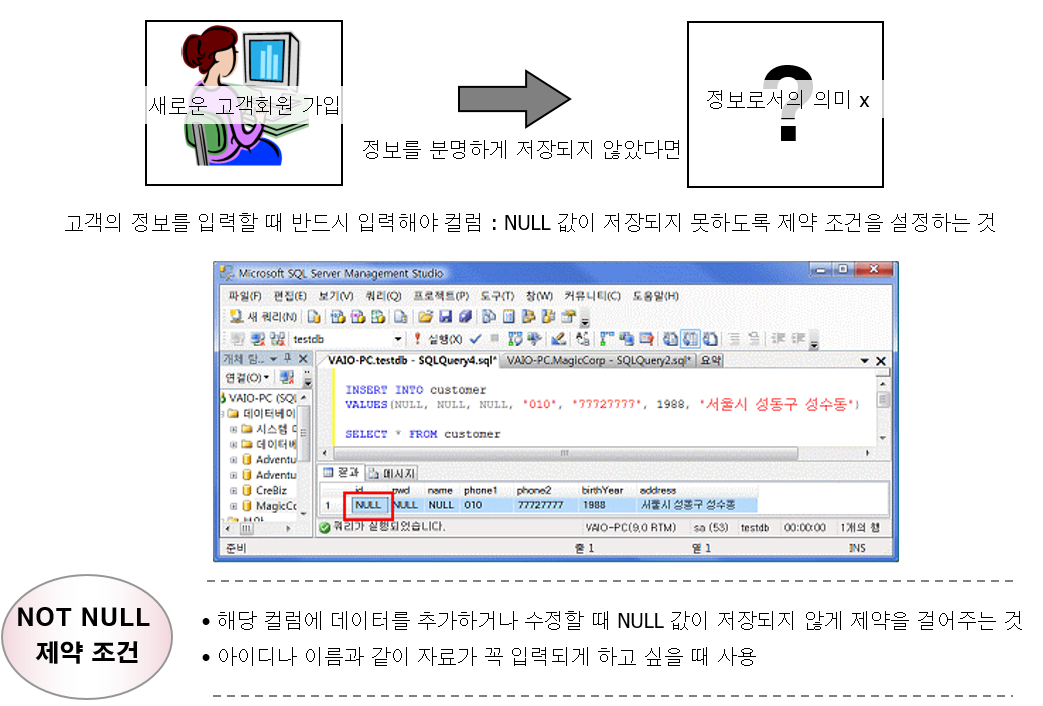 새로운 고객회원 가입
정보를 분명하게 저장되지 않았다면
정보로서의 의미 x
?
고객의 정보를 입력할 때 반드시 입력해야 컬럼 : NULL 값이 저장되지 못하도록 제약 조건을 설정하는 것
Microsoft SQL Server Management Studio
파일(F) 편집(E) 보기(V) 쿼리(Q) 프로젝트(P) 도구(T) 창(W) 커뮤니티(C) 도움말(H)
새 쿼리(N)
testdb 실행(X)
개체 탐..
VAIO-PC.testdb - SQLQuery4.sql* VAIO-PC.MagicCorp - SQLQuery2.sql* 요약
연결(O)
VAIO-PC (SQL
데이터베이
시스템
데이터베
Adventu
Adventu
CreBiz
MagicCo
보안
INSERT INTO customer
VALUES(NULL, NULL, NULL, "010", "77727777", 1988, "서울시 성동구 성수동")
SELECT * FROM customer
결과 메시지
id pwd name phone1 phone2 birthYear address
1 NULL NULL NULL 010 77727777 1988 서울시 성동구 성수동
쿼리가 실행되었습니다. VAIO-PC(9.0 RTM) sa (53) testdb 00:00:00 1개의 행
준비 줄 1 열 1 INS
NOT NULL
제약 조건
• 해당 컬럼에 데이터를 추가하거나 수정할 때 NULL 값이 저장되지 않게 제약을 걸어주는 것
• 아이디나 이름과 같이 자료가 꼭 입력되게 하고 싶을 때 사용